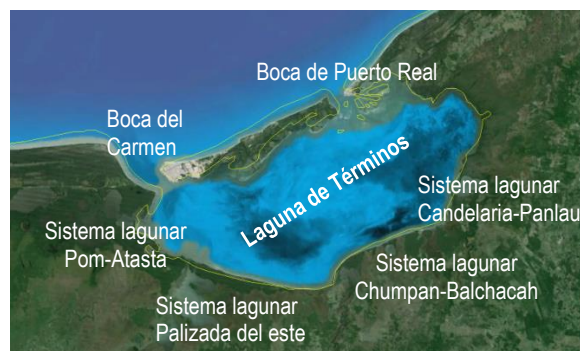 Boca de Puerto Real
Boca del
Carmen
Laguna de Términos
Sistema lagunar
Candelaria-Panlau
Sistema lagunar
Pom-Atasta
Sistema lagunar
Chumpan-Balchacah
Sistema lagunar
Palizada del este